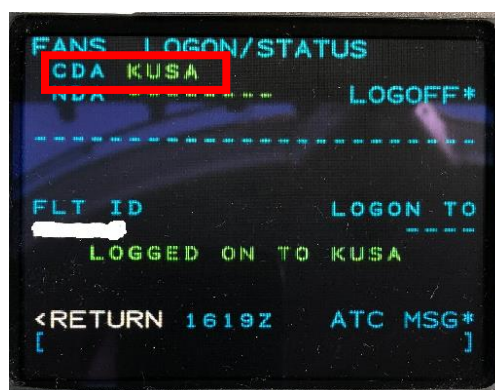 FANS LOGON/STATUS
CDA KUSA
NDA -------- LOGOFF*
------------------------
FLT ID LOGON TO
----
LOGGED ON TO KUSA
<RETURN 1619Z ATC MSG*
[ ]